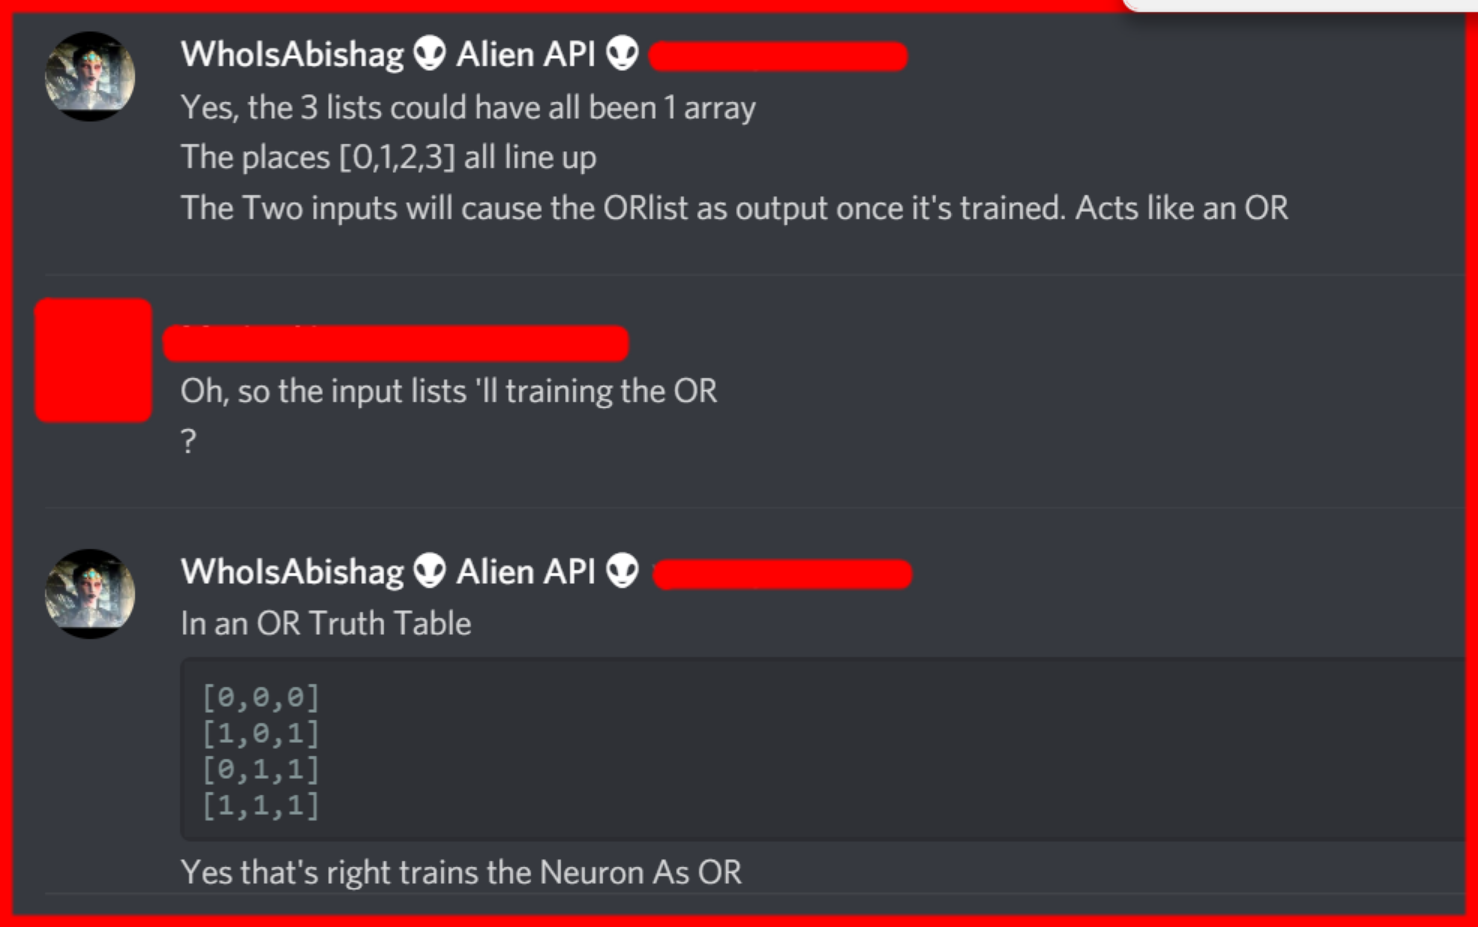 WhoIsAbishag 👽 Alien API 👽
Yes, the 3 lists could have all been 1 array
The places [0,1,2,3] all line up
The Two inputs will cause the ORlist as output once it's trained. Acts like an OR
Oh, so the input lists 'll training the OR
?
WhoIsAbishag 👽 Alien API 👽
In an OR Truth Table
[0,0,0]
[1,0,1]
[0,1,1]
[1,1,1]
Yes that's right trains the Neuron As OR